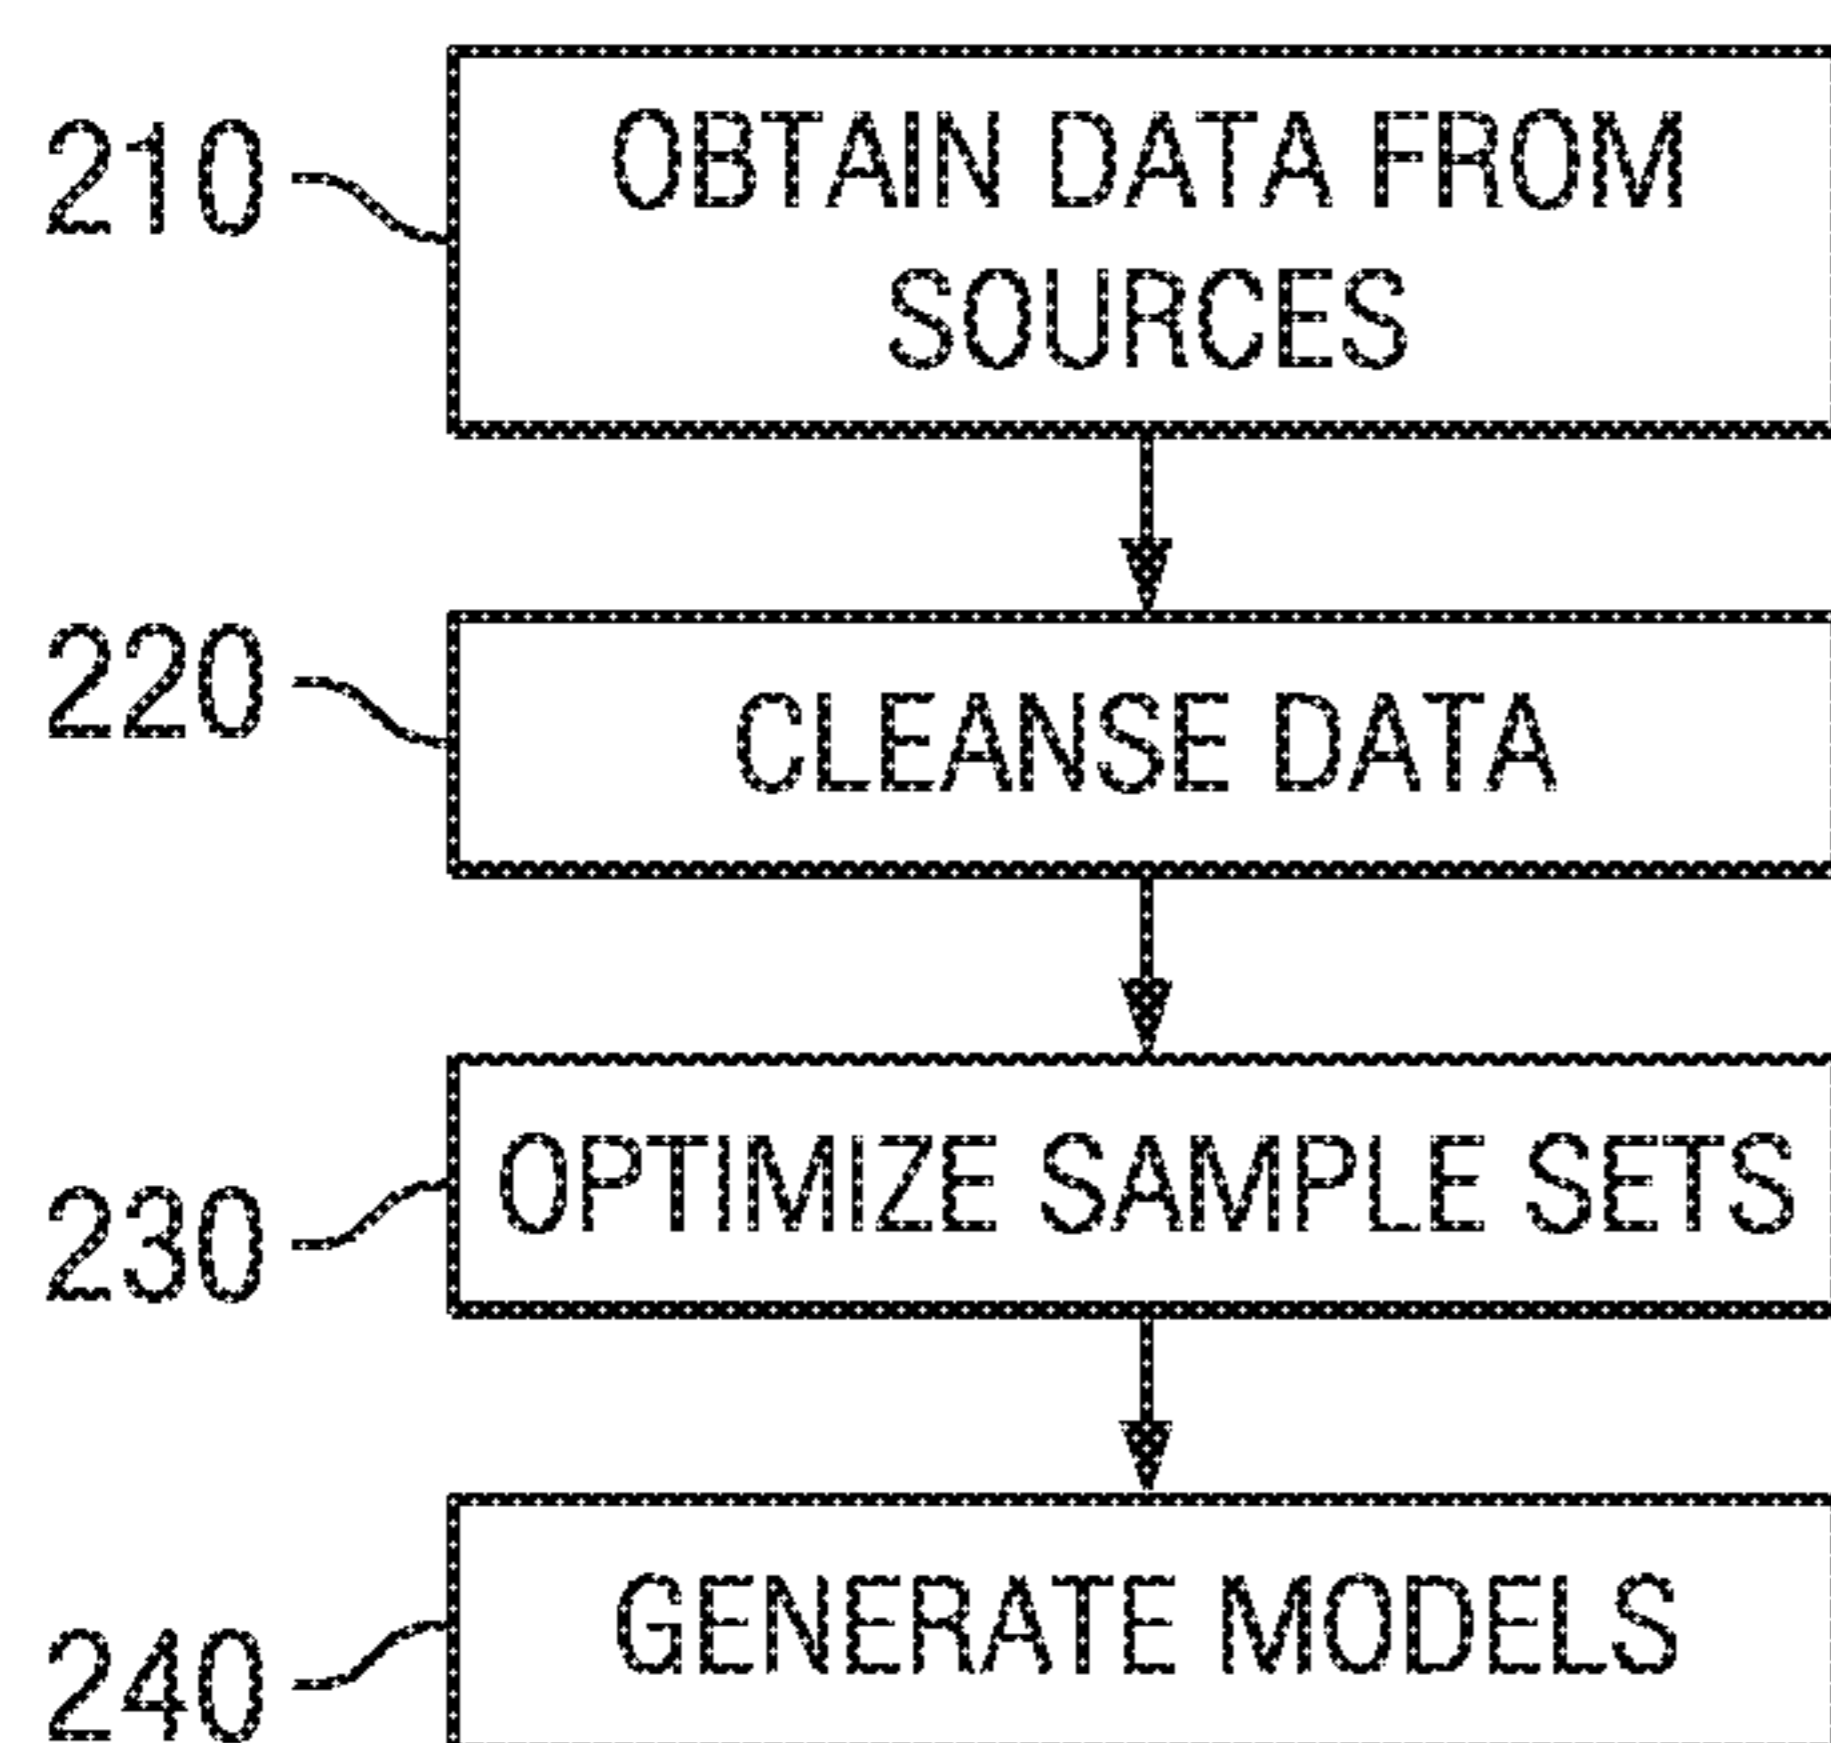 210
OBTAIN DATA FROM
SOURCES
220
CLEANSE DATA
230
OPTIMIZE SAMPLE SETS
240
GENERATE MODELS